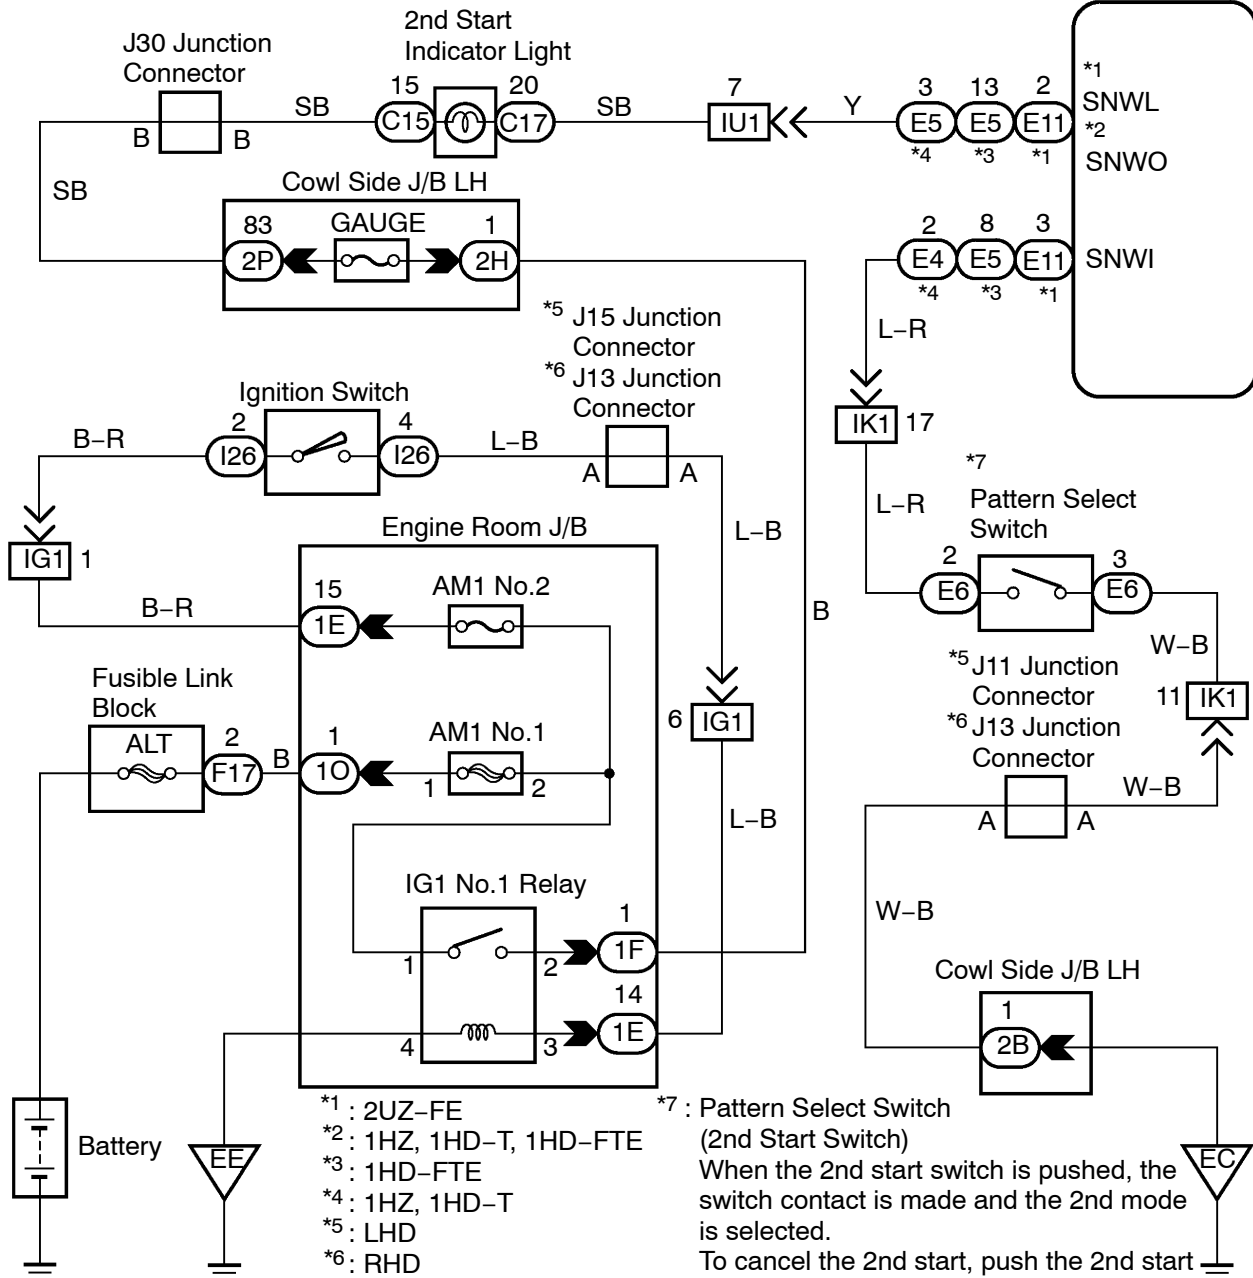 J30 Junction
Connector
2nd Start
Indicator Light
B
B
SB
15
C15
20
C17
SB
7
IU1
Y
3
E5
*4
13
E5
*3
2
E11
*1
*1
SNWL
*2
SNWO
SB
Cowl Side J/B LH
83
2P
GAUGE
1
2H
2
E4
*4
8
E5
*3
3
E11
*1
SNWI
*5 J15 Junction
Connector
*6 J13 Junction
Connector
A
A
L-R
IK1
17
L-R
Ignition Switch
B-R
2
I26
4
I26
L-B
L-B
*7
Pattern Select
Switch
2
E6
3
E6
IG1
1
B-R
Engine Room J/B
15
1E
AM1 No.2
B
W-B
Fusible Link
Block
ALT
2
F17
B
1
1O
AM1 No.1
1
2
6
IG1
L-B
*5 J11 Junction
Connector
*6 J13 Junction
Connector
A
A
11
IK1
W-B
W-B
IG1 No.1 Relay
1
2
1
1F
4
3
14
1E
Cowl Side J/B LH
1
2B
Battery
EE
EC
*1 : 2UZ-FE
*2 : 1HZ, 1HD-T, 1HD-FTE
*3 : 1HD-FTE
*4 : 1HZ, 1HD-T
*5 : LHD
*6 : RHD
*7 : Pattern Select Switch
(2nd Start Switch)
When the 2nd start switch is pushed, the
switch contact is made and the 2nd mode
is selected.
To cancel the 2nd start, push the 2nd start